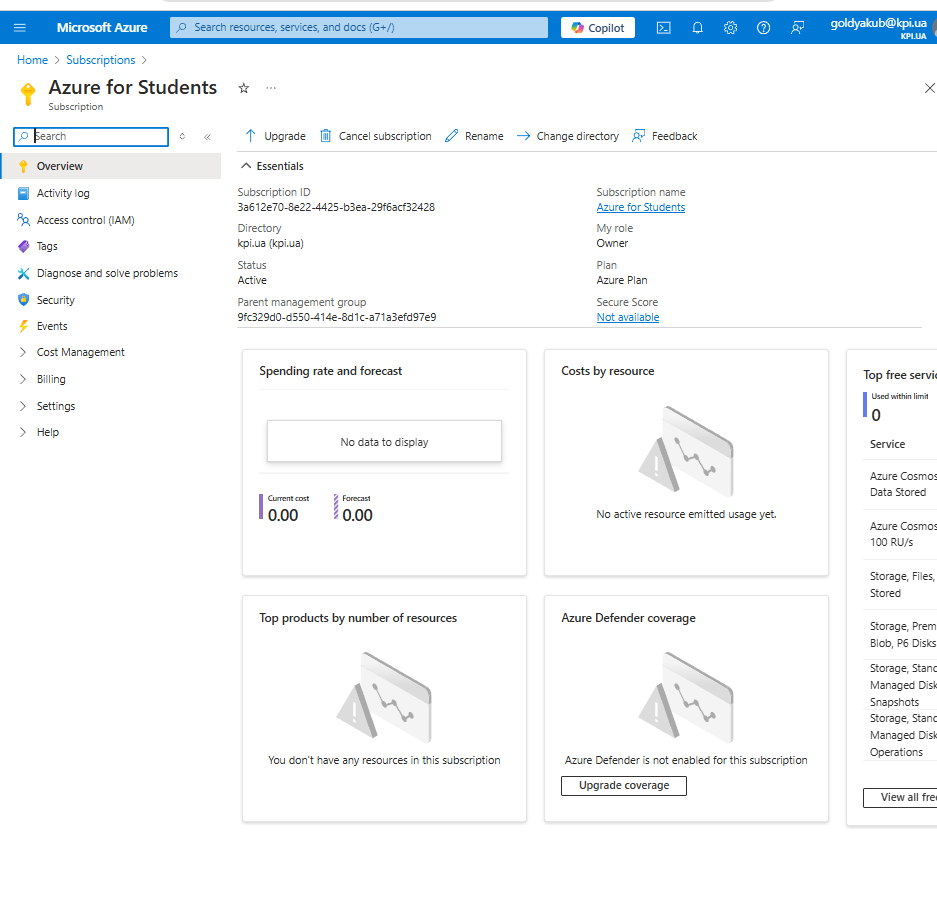 Microsoft Azure
Search resources, services, and docs (G+/)
Copilot
goldyakub@kpi.ua
KPI.UA
Home > Subscriptions >
Azure for Students
Subscription
Search
Overview
Activity log
Access control (IAM)
Tags
Diagnose and solve problems
Security
Events
Cost Management
Billing
Settings
Help
Upgrade
Cancel subscription
Rename
Change directory
Feedback
Essentials
Subscription ID
3a612e70-8e22-4425-b3ea-29f6acf32428
Directory
kpi.ua (kpi.ua)
Status
Active
Parent management group
9fc329d0-d550-414e-8d1c-a71a3efd97e9
Subscription name
Azure for Students
My role
Owner
Plan
Azure Plan
Secure Score
Not available
Spending rate and forecast
No data to display
Current cost
0.00
Forecast
0.00
Costs by resource
No active resource emitted usage yet.
Top products by number of resources
You don't have any resources in this subscription
Azure Defender coverage
Azure Defender is not enabled for this subscription
Upgrade coverage
Top free servic
Used within limit
0
Service
Azure Cosmos
Data Stored
Azure Cosmos
100 RU/s
Storage, Files,
Stored
Storage, Prem
Blob, P6 Disks
Storage, Stand
Managed Disk
Snapshots
Storage, Stand
Managed Disk
Operations
View all free